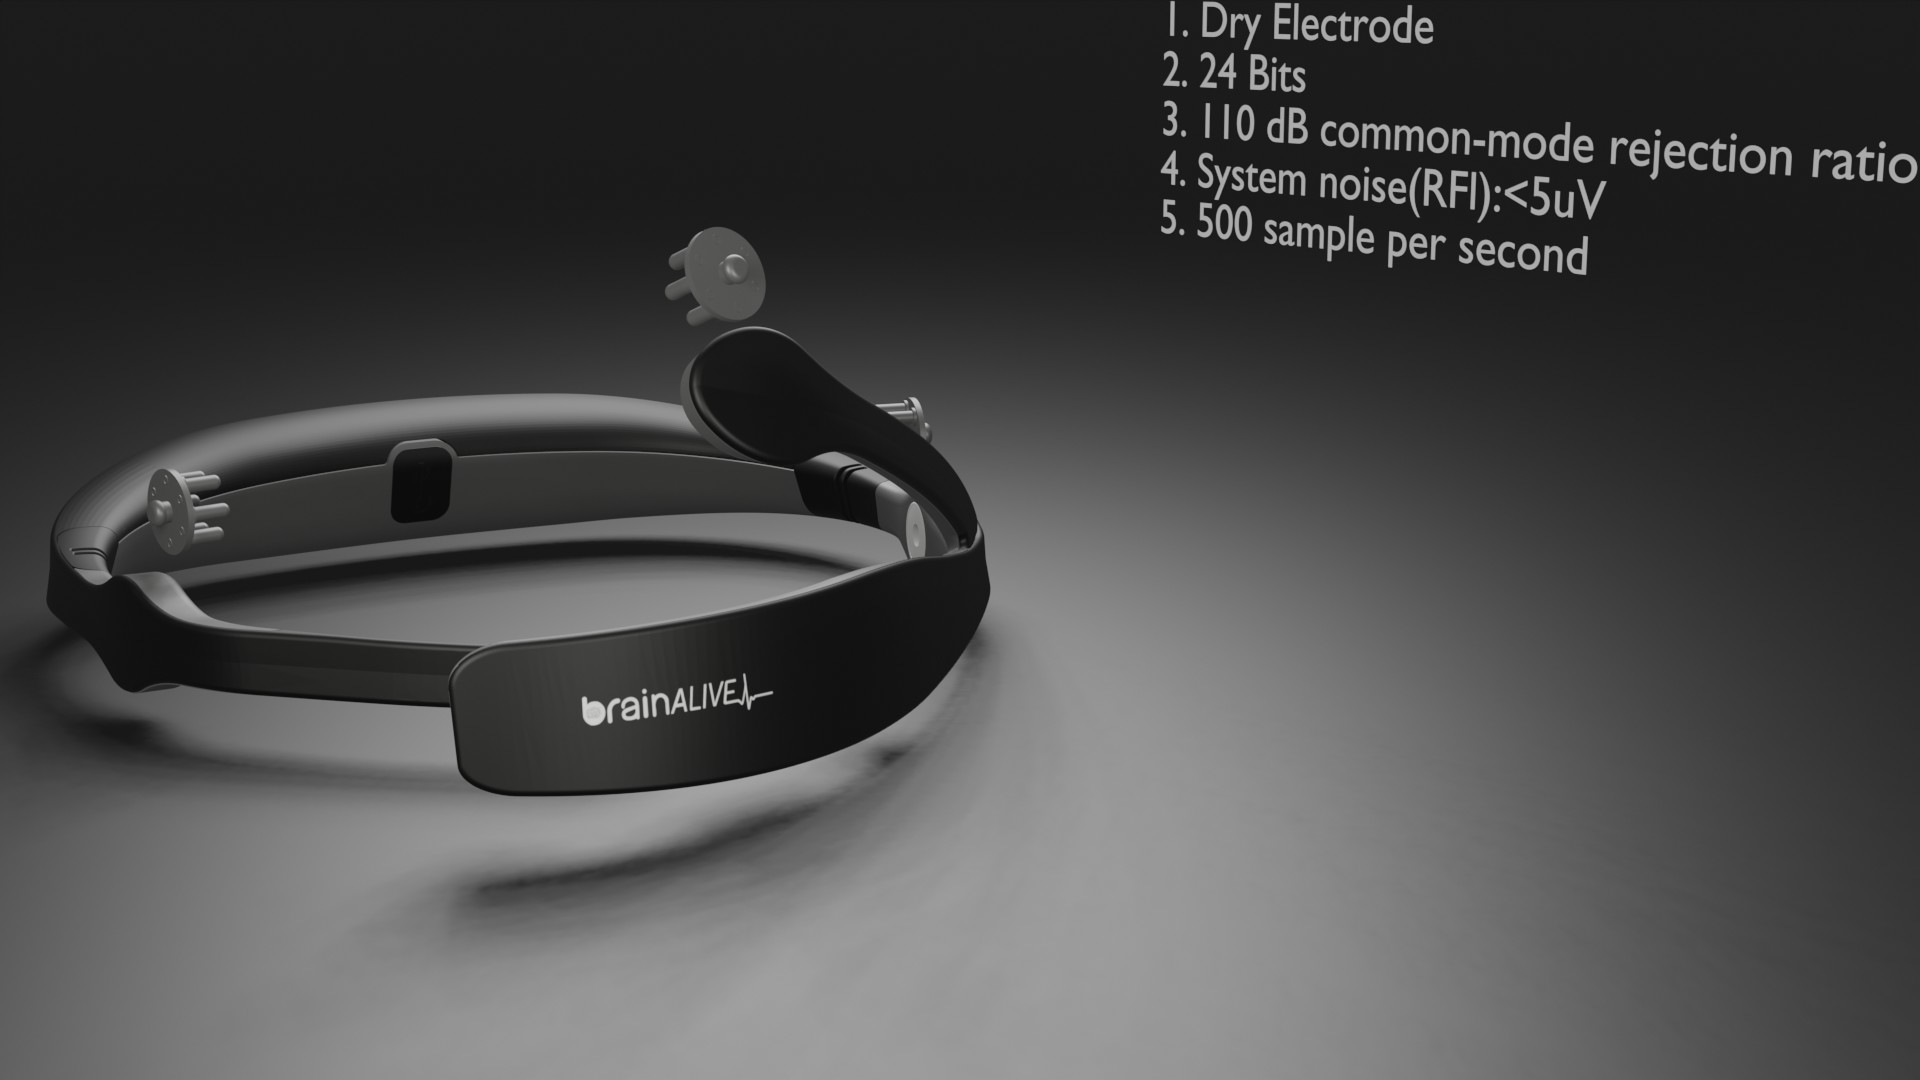 1. Dry Electrode
2. 24 Bits
3. 110 dB common-mode rejection ratio
4. System noise(RFI):<5uV
5. 500 sample per second
brainALIVE